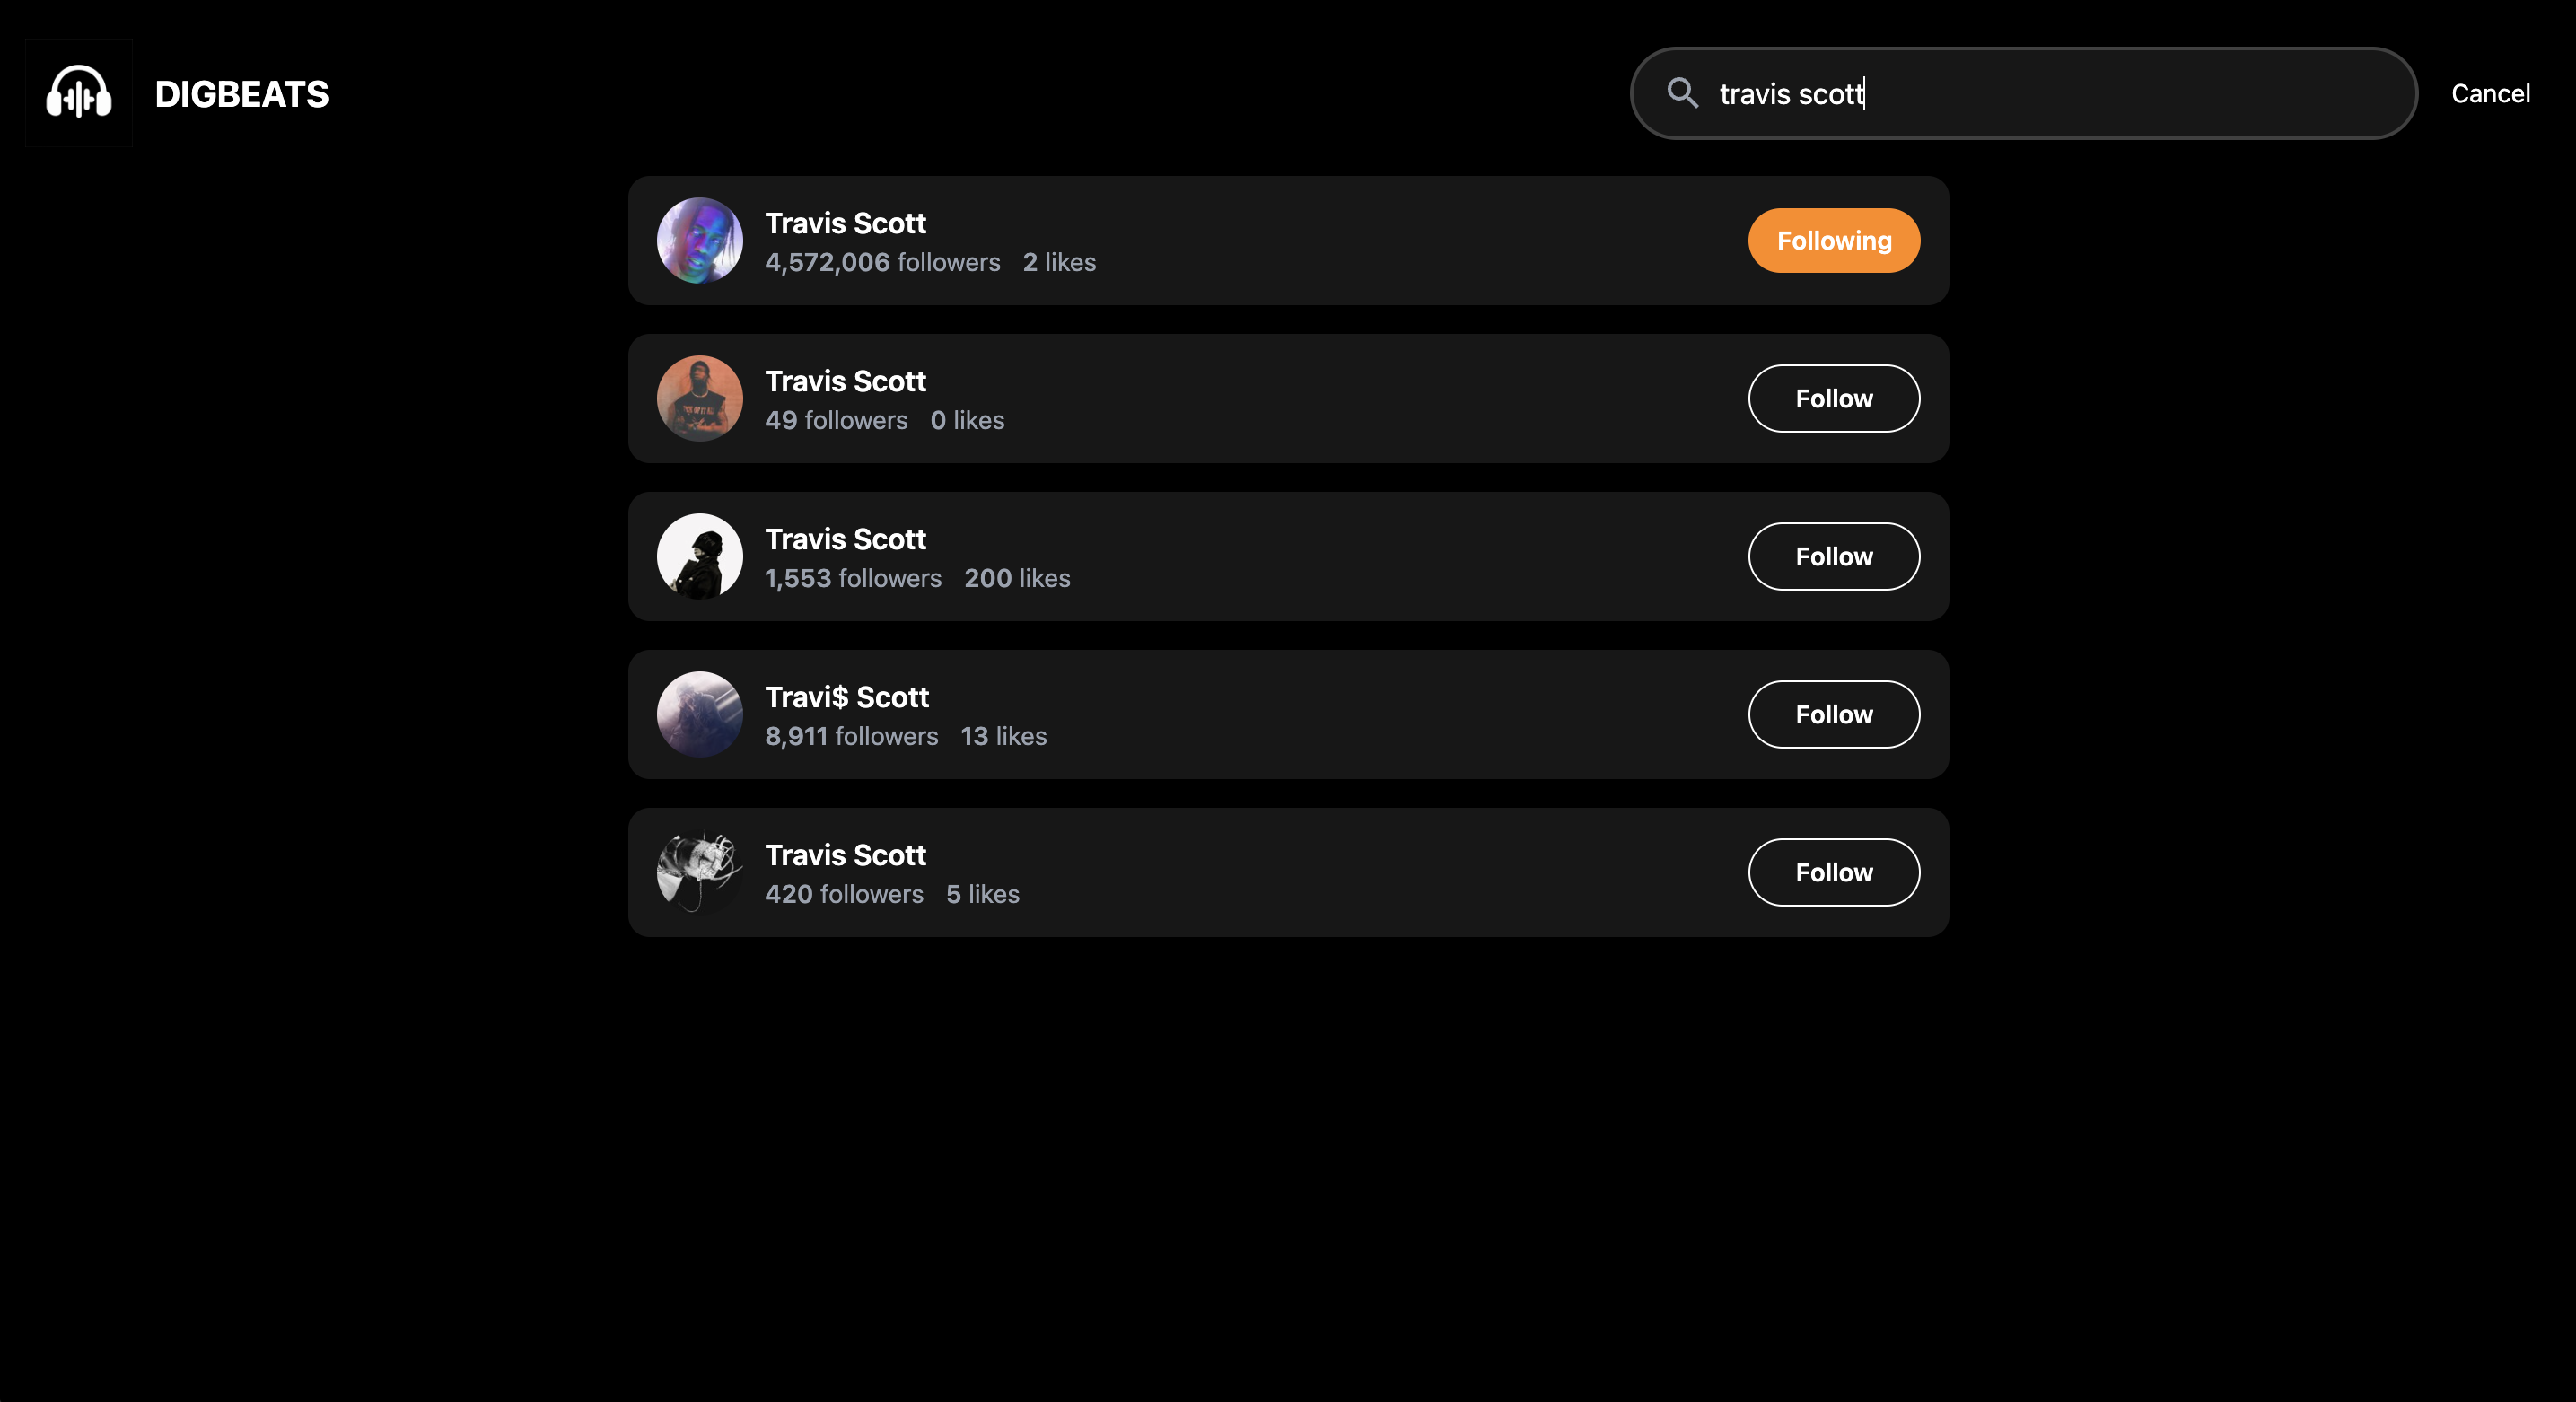 DIGBEATS
travis scott
Cancel
Travis Scott
4,572,006 followers 2 likes
Following
Travis Scott
49 followers 0 likes
Follow
Travis Scott
1,553 followers 200 likes
Follow
Travi$ Scott
8,911 followers 13 likes
Follow
Travis Scott
420 followers 5 likes
Follow